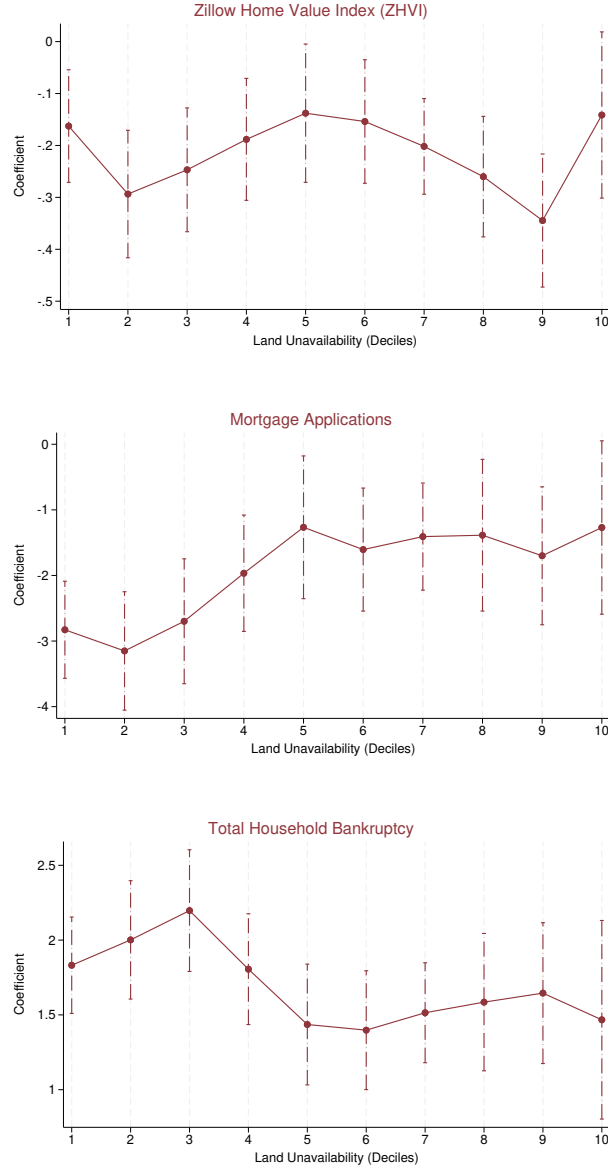 Zillow Home Value Index (ZHVI)
0
-.1
-.2
-.3
-.4
-.5
Coefficient
1 2 3 4 5 6 7 8 9 10
Land Unavailability (Deciles)
Mortgage Applications
0
-1
-2
-3
-4
Coefficient
1 2 3 4 5 6 7 8 9 10
Land Unavailability (Deciles)
Total Household Bankruptcy
2.5
2
1.5
1
Coefficient
1 2 3 4 5 6 7 8 9 10
Land Unavailability (Deciles)